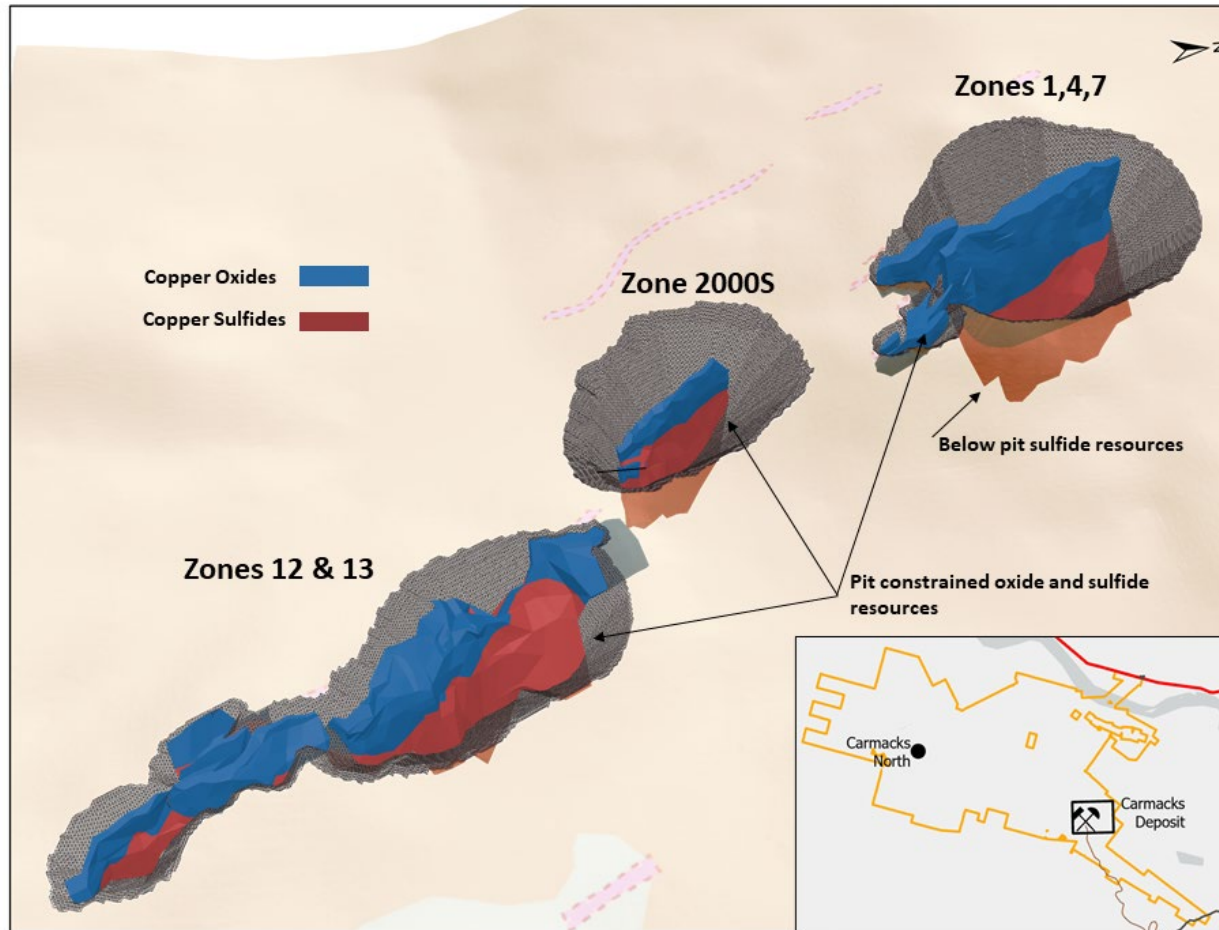 Z
Zones 1,4,7
Copper Oxides
Zone 2000S
Copper Sulfides
Below pit sulfide resources
Zones 12 & 13
Pit constrained oxide and sulfide
resources
Carmacks
North
Carmacks
Deposit